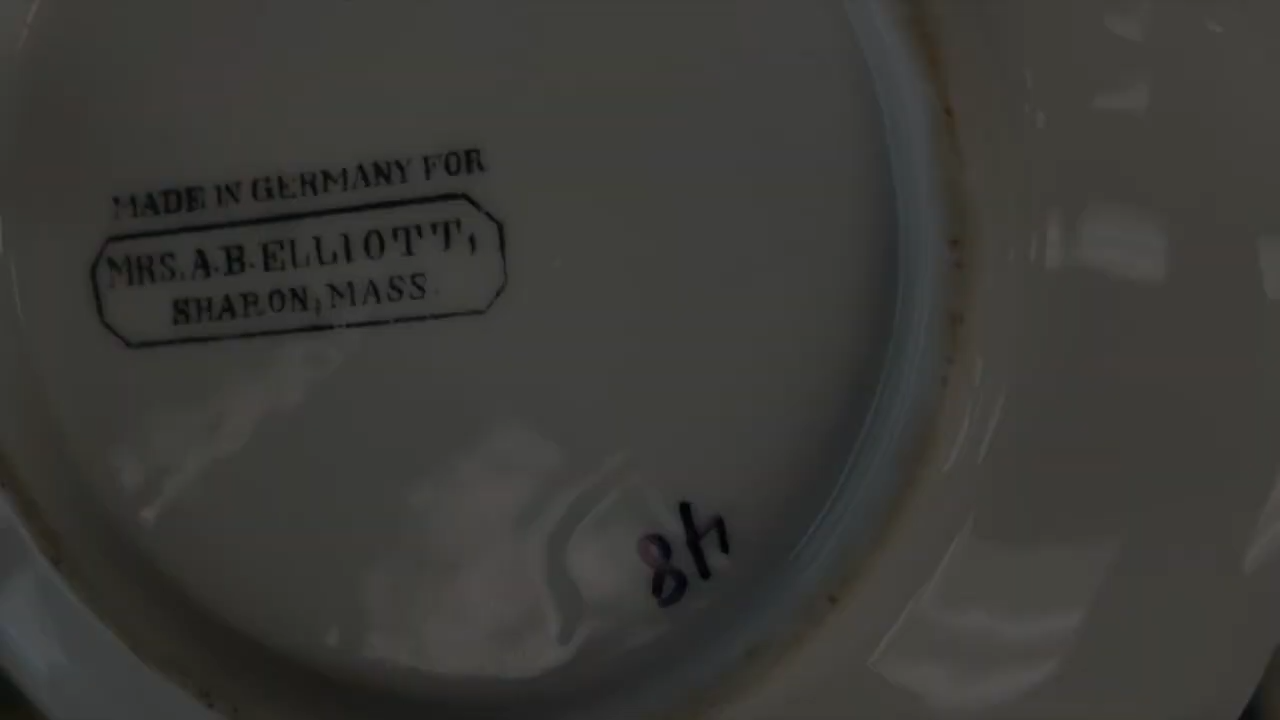 MADE IN GERMANY FOR
MRS. A. B. ELLIOTT,
SHARON, MASS.
48